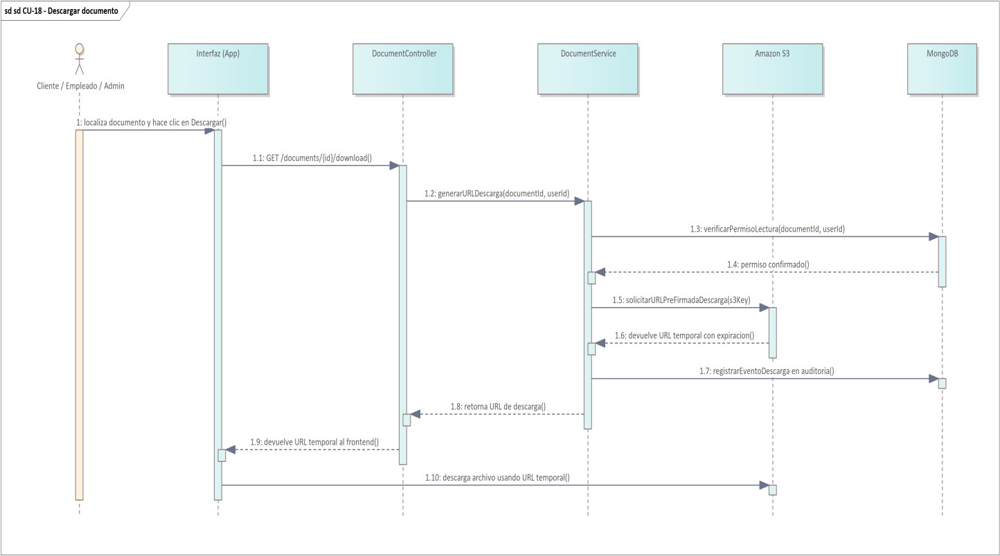 sd sd CU-18 - Descargar documento
Cliente / Empleado / Admin
Interfaz (App)
DocumentController
DocumentService
Amazon S3
MongoDB
1: localiza documento y hace clic en Descargar()
1.1: GET /documents/{id}/download()
1.2: generarURLDescarga(documentId, userId)
1.3: verificarPermisoLectura(documentId, userId)
1.4: permiso confirmado()
1.5: solicitarURLPreFirmadaDescarga(s3Key)
1.6: devuelve URL temporal con expiracion()
1.7: registrarEventoDescarga en auditoria()
1.8: retorna URL de descarga()
1.9: devuelve URL temporal al frontend()
1.10: descarga archivo usando URL temporal()